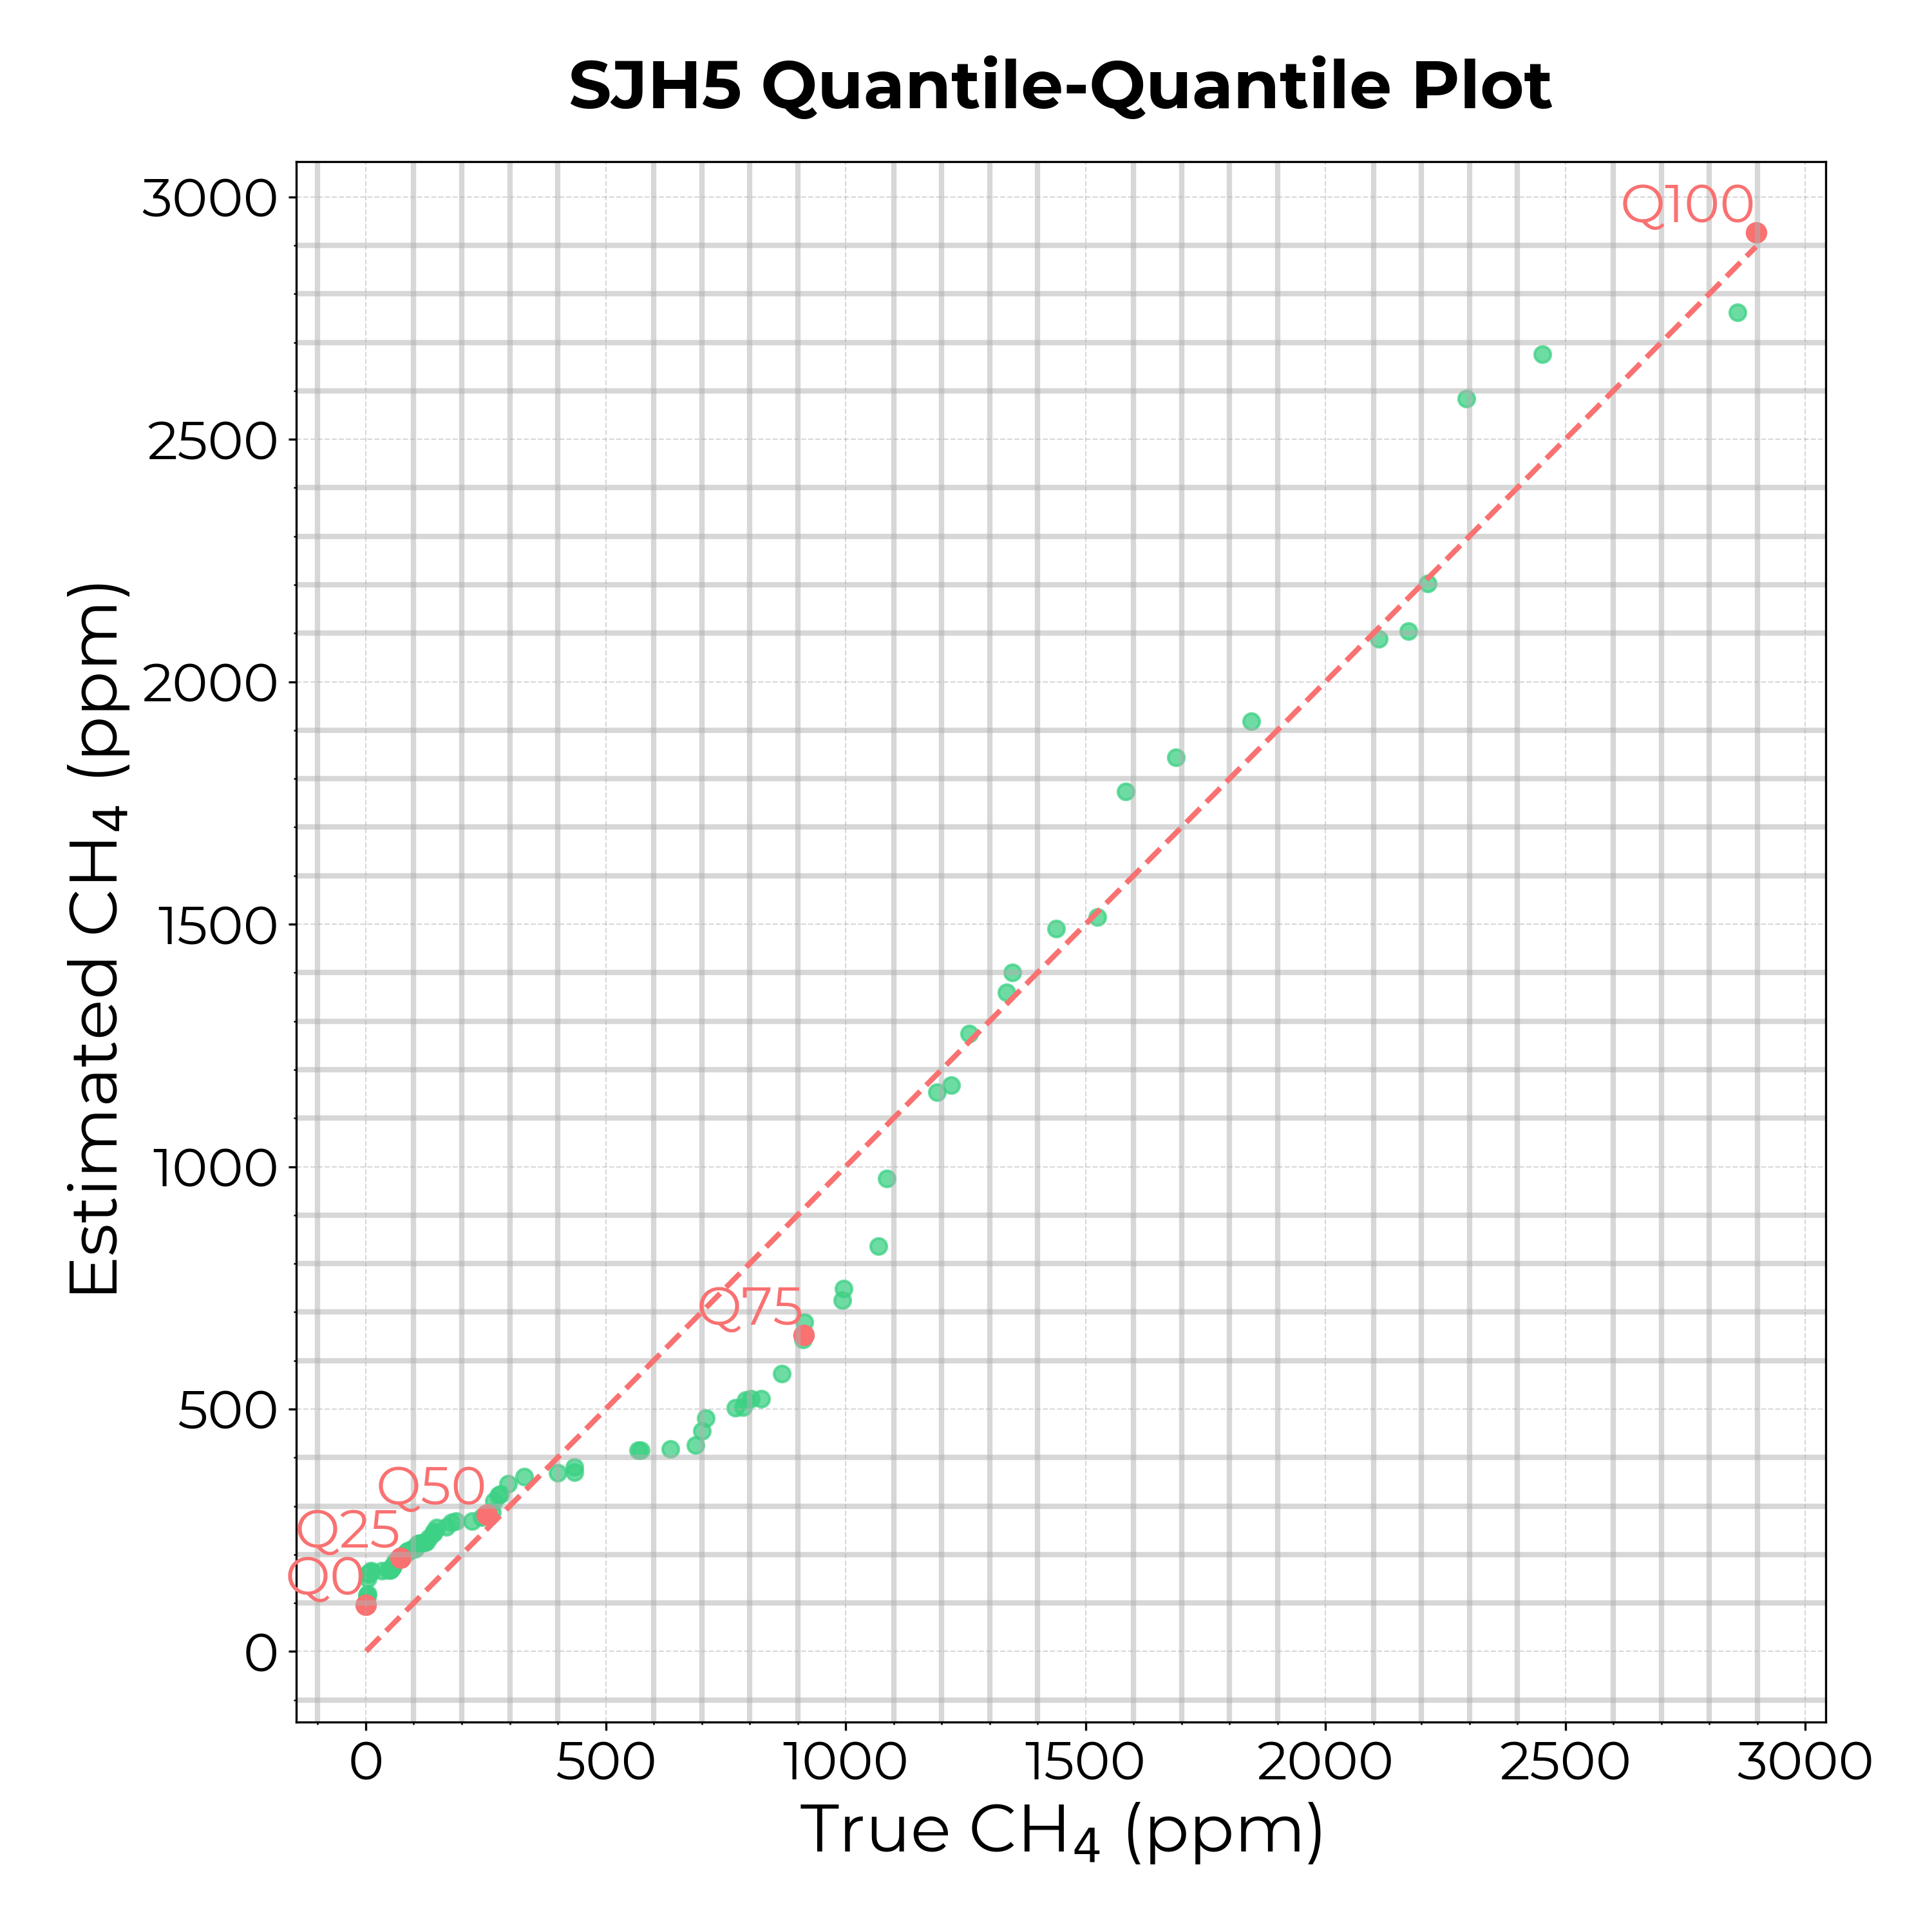 SJH5 Quantile-Quantile Plot
3000
2500
2000
1500
1000
500
0
Estimated CH₄ (ppm)
Q100
Q75
Q50
Q25
Q0
0 500 1000 1500 2000 2500 3000
True CH₄ (ppm)